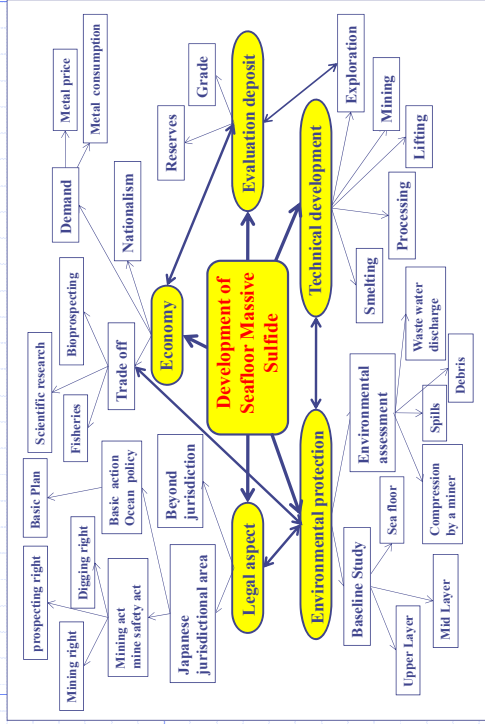 prospecting right
Basic Plan
Scientific research
Bioprospecting
Metal price
Metal consumption
Mining right
Digging right
Fisheries
Demand
Mining act
mine safety act
Basic action
Ocean policy
Trade off
Nationalism
Reserves
Grade
Japanese
jurisdictional area
Beyond
jurisdiction
Economy
Legal aspect
Development of
Seafloor Massive
Sulfide
Evaluation deposit
Environmental protection
Technical development
Baseline Study
Environmental
assessment
Smelting
Exploration
Processing
Mining
Lifting
Upper Layer
Mid Layer
Sea floor
Compression
by a miner
Spills
Debris
Waste water
discharge